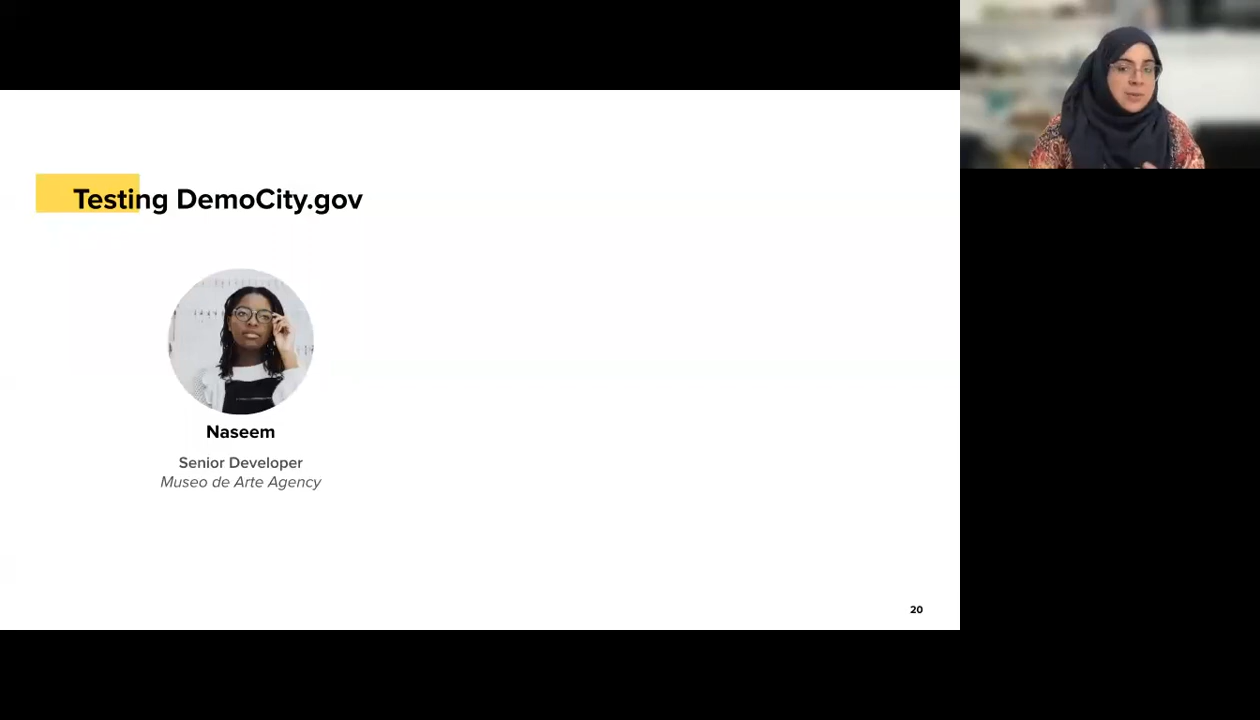 Testing DemoCity.gov
Naseem
Senior Developer
Museo de Arte Agency
20